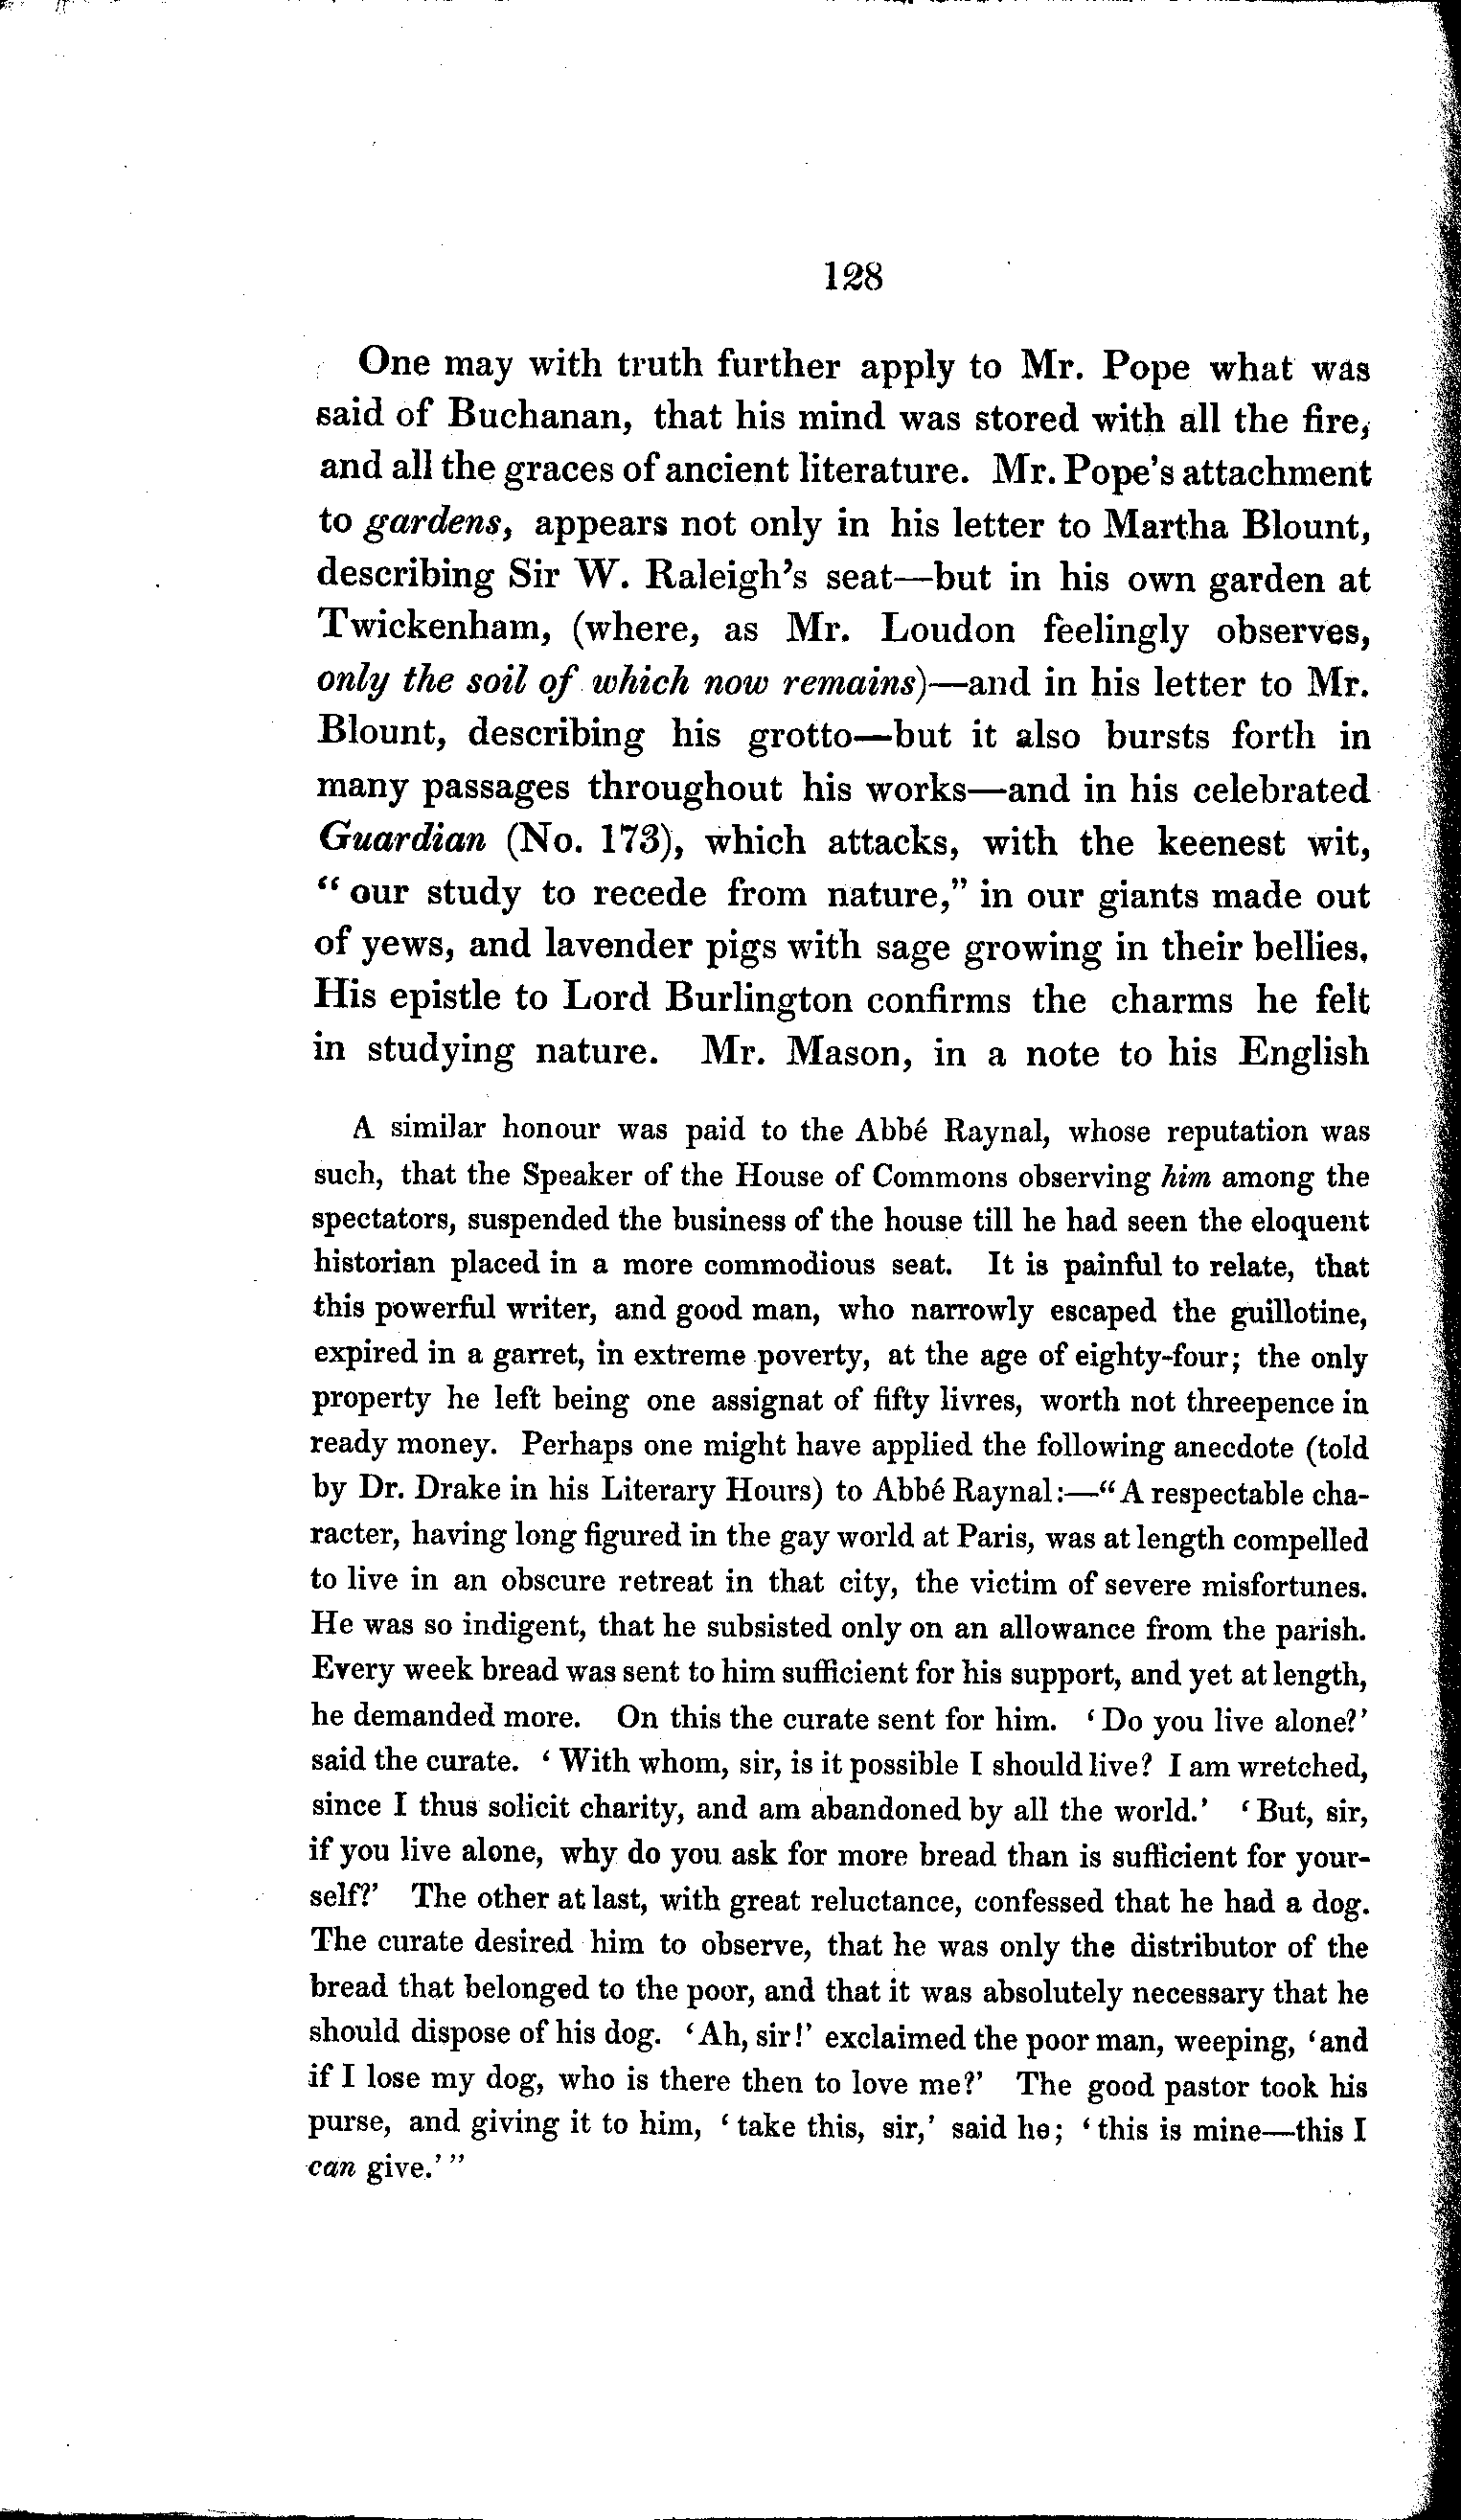 128
One may with truth further apply to Mr. Pope what was
said of Buchanan, that his mind was stored with all the fire,
and all the graces of ancient literature. Mr. Pope's attachment
to gardens, appears not only in his letter to Martha Blount,
describing Sir W. Raleigh's seat—but in his own garden at
Twickenham, (where, as Mr. Loudon feelingly observes,
only the soil of which now remains)—and in his letter to Mr.
Blount, describing his grotto—but it also bursts forth in
many passages throughout his works—and in his celebrated
Guardian (No. 173), which attacks, with the keenest wit,
"our study to recede from nature," in our giants made out
of yews, and lavender pigs with sage growing in their bellies.
His epistle to Lord Burlington confirms the charms he felt
in studying nature. Mr. Mason, in a note to his English
A similar honour was paid to the Abbé Raynal, whose reputation was
such, that the Speaker of the House of Commons observing him among the
spectators, suspended the business of the house till he had seen the eloquent
historian placed in a more commodious seat. It is painful to relate, that
this powerful writer, and good man, who narrowly escaped the guillotine,
expired in a garret, in extreme poverty, at the age of eighty-four; the only
property he left being one assignat of fifty livres, worth not threepence in
ready money. Perhaps one might have applied the following anecdote (told
by Dr. Drake in his Literary Hours) to Abbé Raynal:—"A respectable cha-
racter, having long figured in the gay world at Paris, was at length compelled
to live in an obscure retreat in that city, the victim of severe misfortunes.
He was so indigent, that he subsisted only on an allowance from the parish.
Every week bread was sent to him sufficient for his support, and yet at length,
he demanded more. On this the curate sent for him. 'Do you live alone?'
said the curate. 'With whom, sir, is it possible I should live? I am wretched,
since I thus solicit charity, and am abandoned by all the world.' 'But, sir,
if you live alone, why do you ask for more bread than is sufficient for your-
self?' The other at last, with great reluctance, confessed that he had a dog.
The curate desired him to observe, that he was only the distributor of the
bread that belonged to the poor, and that it was absolutely necessary that he
should dispose of his dog. 'Ah, sir!' exclaimed the poor man, weeping, 'and
if I lose my dog, who is there then to love me?' The good pastor took his
purse, and giving it to him, 'take this, sir,' said he; 'this is mine—this I
can give.'"